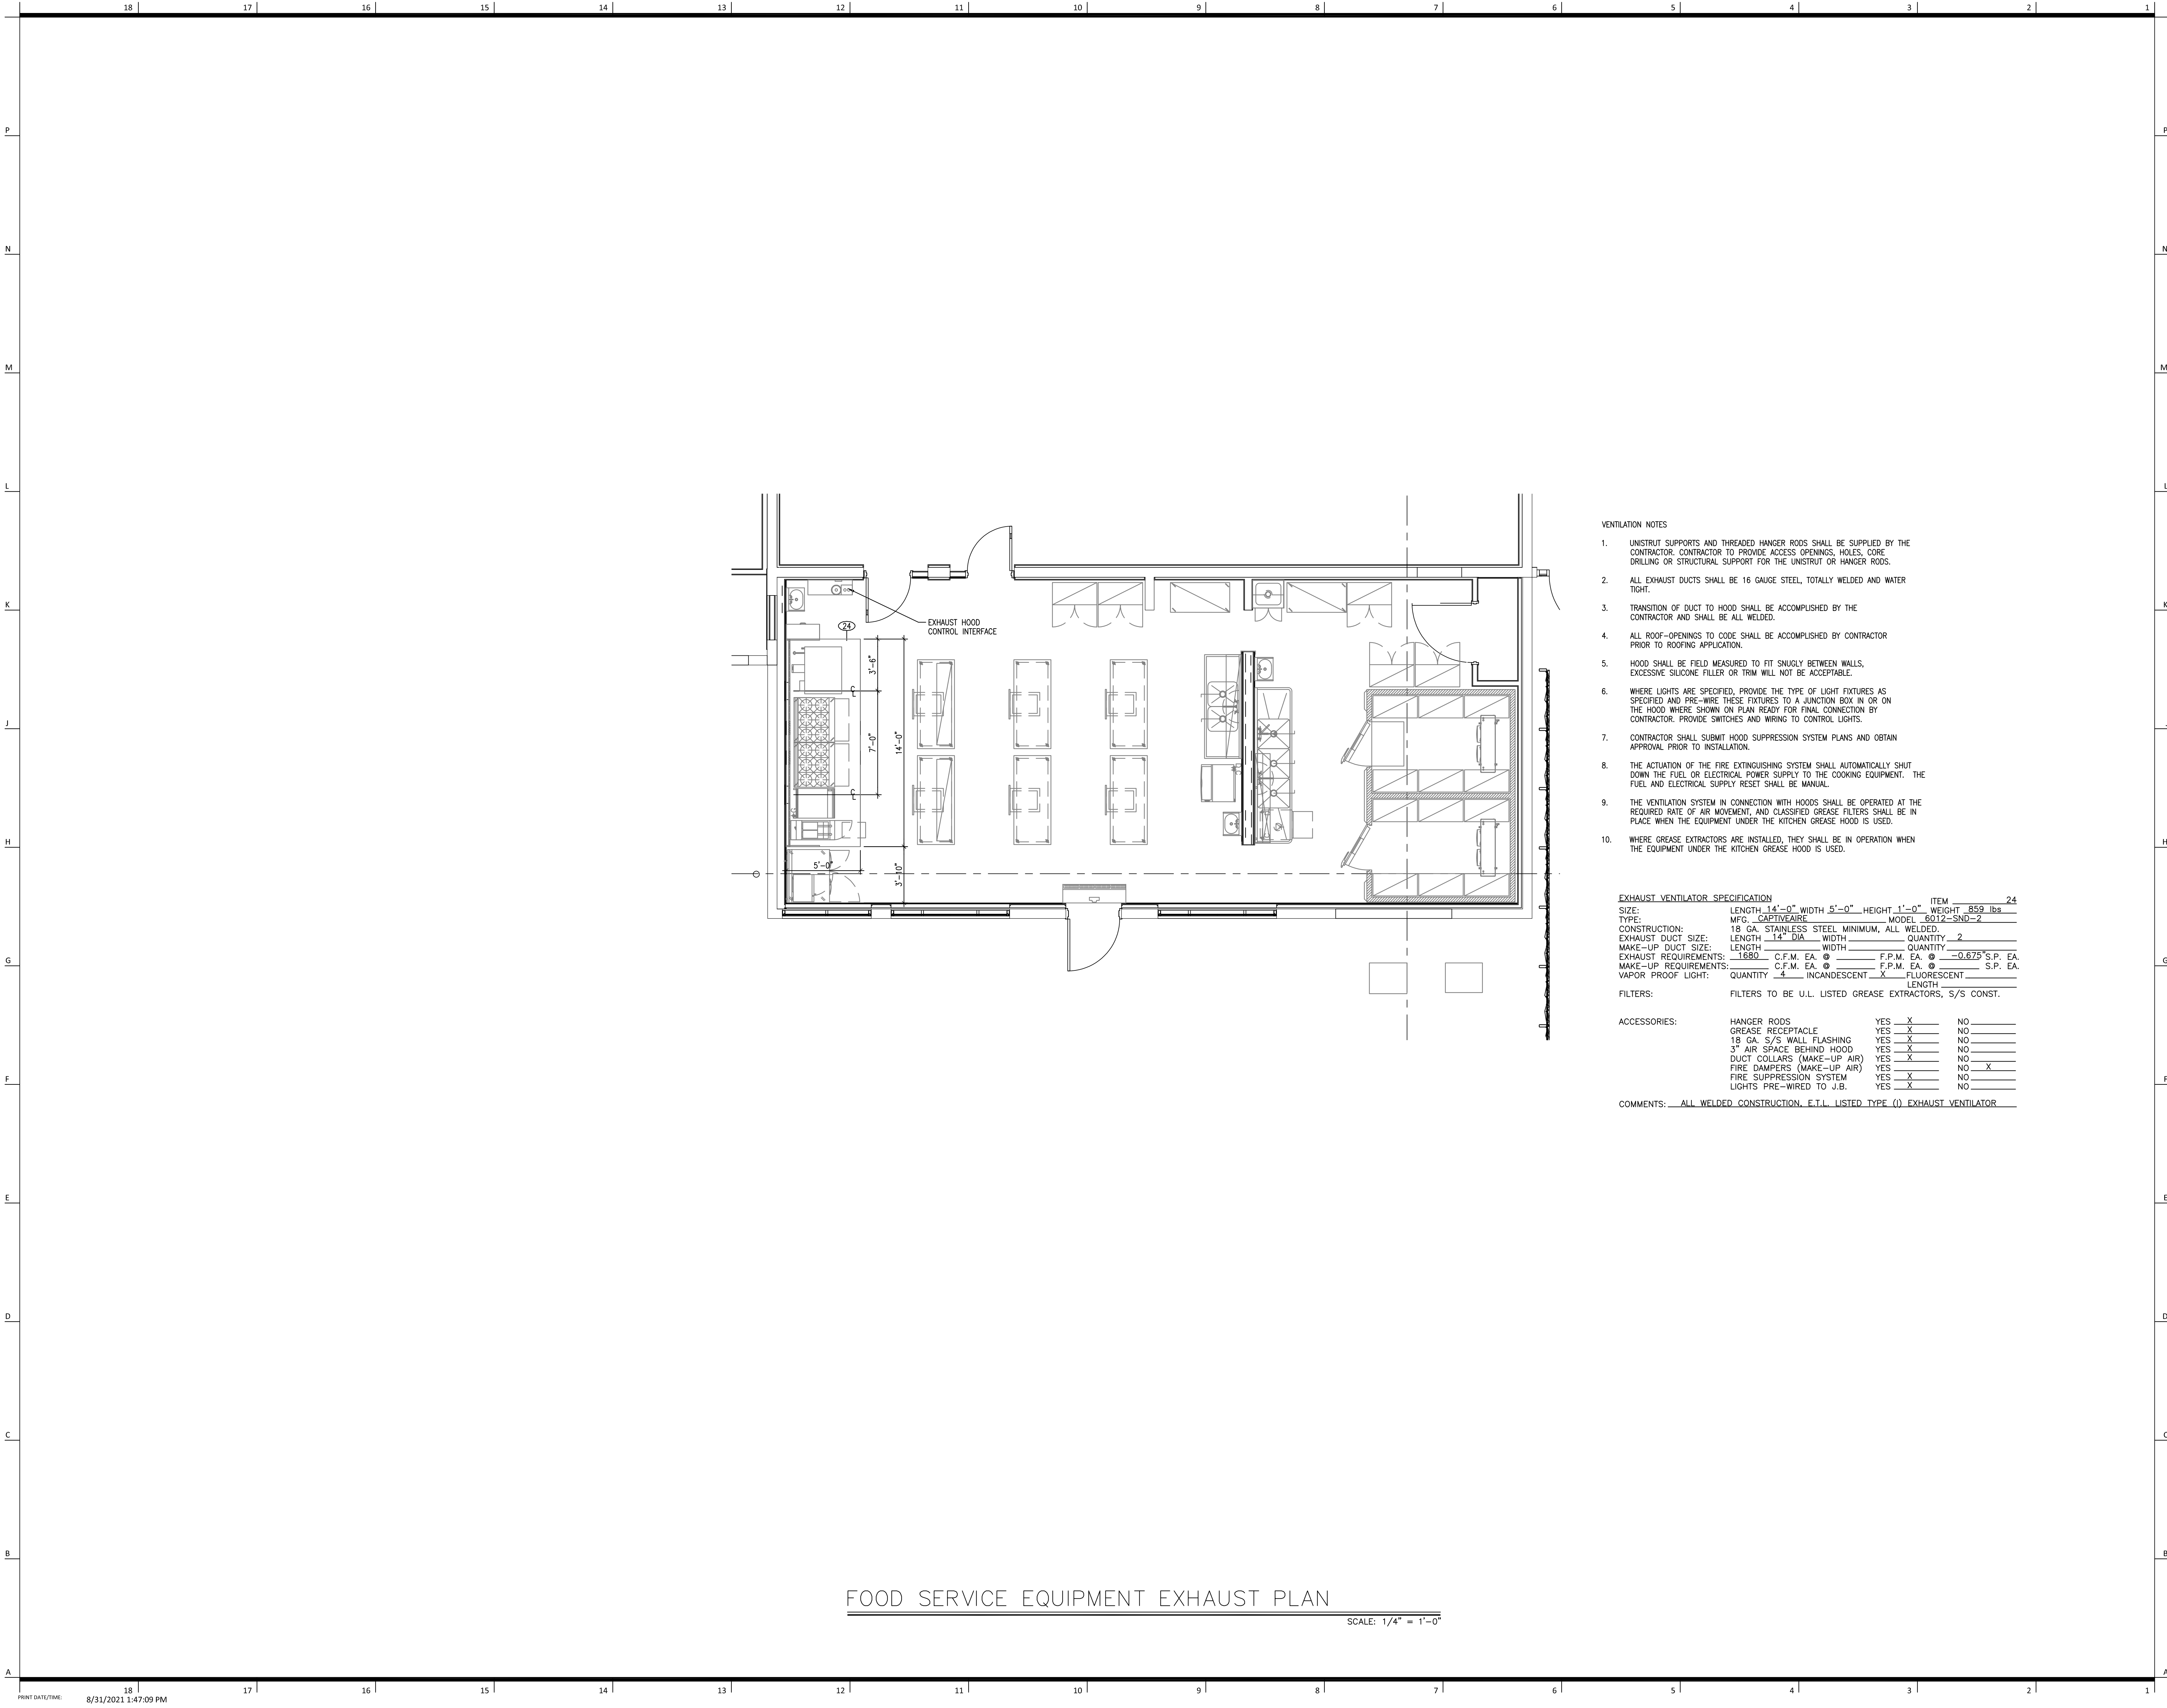 18 17 16 15 14 13 12 11 10 9 8 7 6 5 4 3 2 1
P P
N N
M M
L L
VENTILATION NOTES
1. UNISTRUT SUPPORTS AND THREADED HANGER RODS SHALL BE SUPPLIED BY THE
CONTRACTOR. CONTRACTOR TO PROVIDE ACCESS OPENINGS, HOLES, CORE
DRILLING OR STRUCTURAL SUPPORT FOR THE UNISTRUT OR HANGER RODS.
2. ALL EXHAUST DUCTS SHALL BE 16 GAUGE STEEL, TOTALLY WELDED AND WATER
TIGHT.
3. TRANSITION OF DUCT TO HOOD SHALL BE ACCOMPLISHED BY THE
CONTRACTOR AND SHALL BE ALL WELDED.
4. ALL ROOF-OPENINGS TO CODE SHALL BE ACCOMPLISHED BY CONTRACTOR
PRIOR TO ROOFING APPLICATION.
5. HOOD SHALL BE FIELD MEASURED TO FIT SNUGLY BETWEEN WALLS,
EXCESSIVE SILICONE FILLER OR TRIM WILL NOT BE ACCEPTABLE.
6. WHERE LIGHTS ARE SPECIFIED, PROVIDE THE TYPE OF LIGHT FIXTURES AS
SPECIFIED AND PRE-WIRE THESE FIXTURES TO A JUNCTION BOX IN OR ON
THE HOOD WHERE SHOWN ON PLAN READY FOR FINAL CONNECTION BY
CONTRACTOR. PROVIDE SWITCHES AND WIRING TO CONTROL LIGHTS.
7. CONTRACTOR SHALL SUBMIT HOOD SUPPRESSION SYSTEM PLANS AND OBTAIN
APPROVAL PRIOR TO INSTALLATION.
8. THE ACTUATION OF THE FIRE EXTINGUISHING SYSTEM SHALL AUTOMATICALLY SHUT
DOWN THE FUEL OR ELECTRICAL POWER SUPPLY TO THE COOKING EQUIPMENT. THE
FUEL AND ELECTRICAL SUPPLY RESET SHALL BE MANUAL.
9. THE VENTILATION SYSTEM IN CONNECTION WITH HOODS SHALL BE OPERATED AT THE
REQUIRED RATE OF AIR MOVEMENT, AND CLASSIFIED GREASE FILTERS SHALL BE IN
PLACE WHEN THE EQUIPMENT UNDER THE KITCHEN GREASE HOOD IS USED.
10. WHERE GREASE EXTRACTORS ARE INSTALLED, THEY SHALL BE IN OPERATION WHEN
THE EQUIPMENT UNDER THE KITCHEN GREASE HOOD IS USED.
K K
EXHAUST HOOD
CONTROL INTERFACE
24
3'-6"
J
7'-0"
14'-0"
H H
5'-0"
3'-10"
EXHAUST VENTILATOR SPECIFICATION ITEM 24
SIZE: LENGTH 14'-0" WIDTH 5'-0" HEIGHT 1'-0" WEIGHT 859 lbs
TYPE: MFG. CAPTIVEAIRE MODEL 6012-SND-2
CONSTRUCTION: 18 GA. STAINLESS STEEL MINIMUM, ALL WELDED.
EXHAUST DUCT SIZE: LENGTH 14" DIA WIDTH QUANTITY 2
MAKE-UP DUCT SIZE: LENGTH WIDTH QUANTITY
EXHAUST REQUIREMENTS: 1680 C.F.M. EA. @ F.P.M. EA. @ -0.675" S.P. EA.
MAKE-UP REQUIREMENTS: C.F.M. EA. @ F.P.M. EA. @ S.P. EA.
VAPOR PROOF LIGHT: QUANTITY 4 INCANDESCENT X FLUORESCENT
LENGTH
FILTERS: FILTERS TO BE U.L. LISTED GREASE EXTRACTORS, S/S CONST.
G G
ACCESSORIES: HANGER RODS YES X NO
GREASE RECEPTACLE YES X NO
18 GA. S/S WALL FLASHING YES X NO
3" AIR SPACE BEHIND HOOD YES X NO
DUCT COLLARS (MAKE-UP AIR) YES X NO
FIRE DAMPERS (MAKE-UP AIR) YES NO X
FIRE SUPPRESSION SYSTEM YES X NO
LIGHTS PRE-WIRED TO J.B. YES X NO
COMMENTS: ALL WELDED CONSTRUCTION, E.T.L. LISTED TYPE (I) EXHAUST VENTILATOR
F F
E E
D D
C C
B B
FOOD SERVICE EQUIPMENT EXHAUST PLAN
SCALE: 1/4" = 1'-0"
A A
18 17 16 15 14 13 12 11 10 9 8 7 6 5 4 3 2 1
PRINT DATE/TIME: 8/31/2021 1:47:09 PM